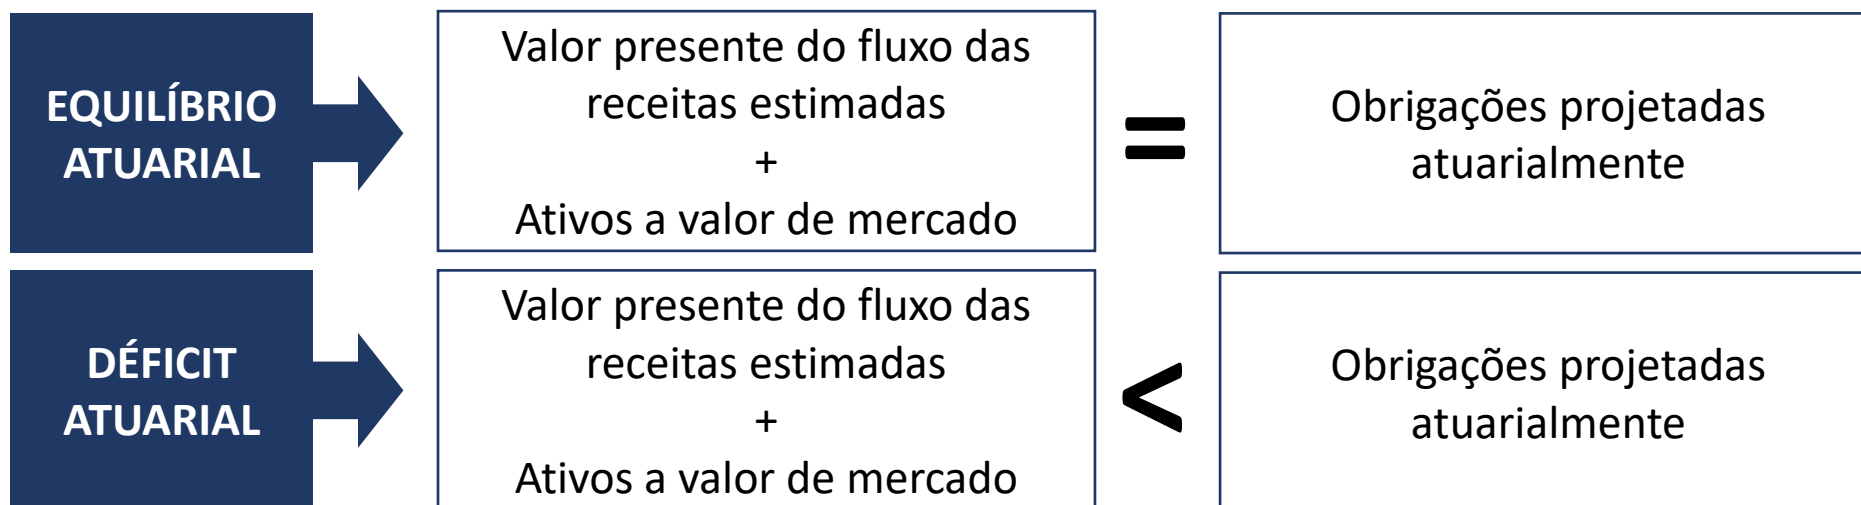 EQUILÍBRIO
ATUARIAL
Valor presente do fluxo das
receitas estimadas
+
Ativos a valor de mercado
=
Obrigações projetadas
atuarialmente
DÉFICIT
ATUARIAL
Valor presente do fluxo das
receitas estimadas
+
Ativos a valor de mercado
<
Obrigações projetadas
atuarialmente